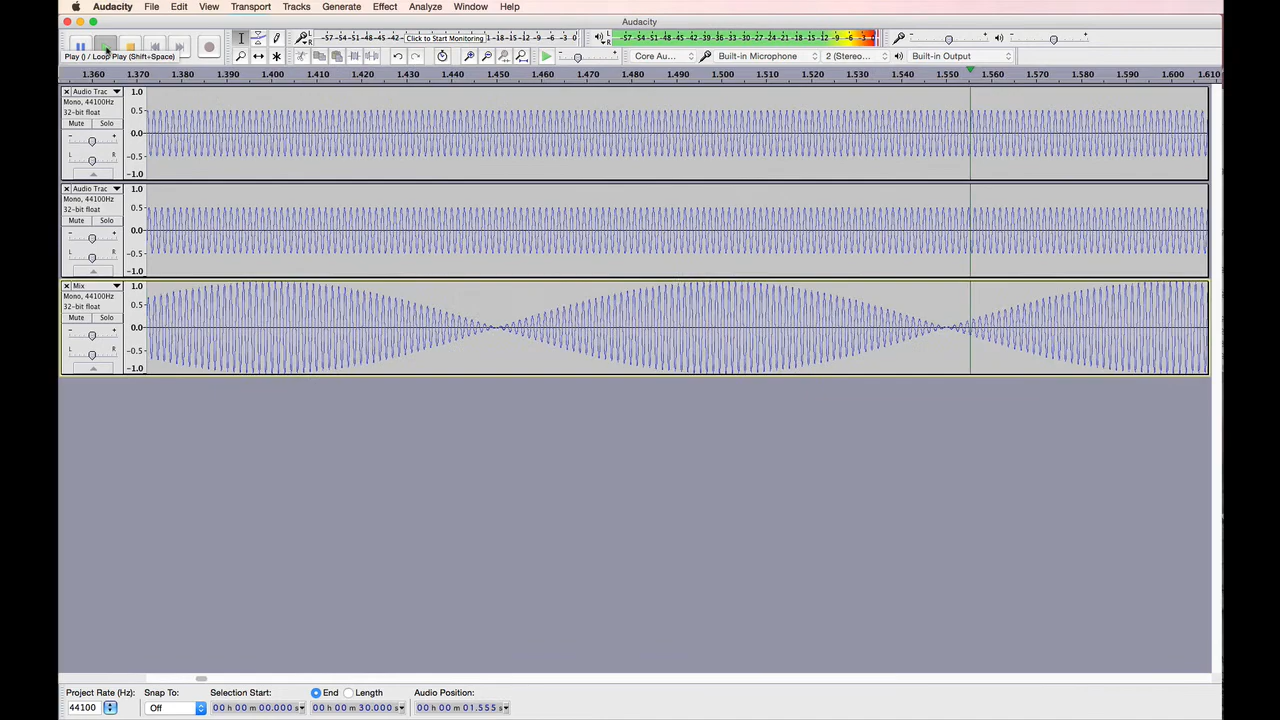 Audacity File Edit View Transport Tracks Generate Effect Analyze Window Help
Audacity
-57 -54 -51 -48 -45 -42 Click to Start Monitoring -18 -15 -12 -9 -6 -3 0
-57 -54 -51 -48 -45 -42 -39 -36 -33 -30 -27 -24 -21 -18 -15 -12 -9 -6 -3 0
L R
L R
Play () / Loop Play (Shift+Space)
Core Au... Built-in Microphone 2 (Stereo... Built-in Output
1.360 1.370 1.380 1.390 1.400 1.410 1.420 1.430 1.440 1.450 1.460 1.470 1.480 1.490 1.500 1.510 1.520 1.530 1.540 1.550 1.560 1.570 1.580 1.590 1.600 1.610
Audio Trac 1.0
Mono, 44100Hz
32-bit float 0.5
Mute Solo
- + 0.0
L R -0.5
-1.0
Audio Trac 1.0
Mono, 44100Hz
32-bit float 0.5
Mute Solo
- + 0.0
L R -0.5
-1.0
Mix 1.0
Mono, 44100Hz
32-bit float 0.5
Mute Solo
- + 0.0
L R -0.5
-1.0
Project Rate (Hz): Snap To: Selection Start: End Length Audio Position:
44100 Off 00 h 00 m 00.000 s 00 h 00 m 30.000 s 00 h 00 m 01.555 s